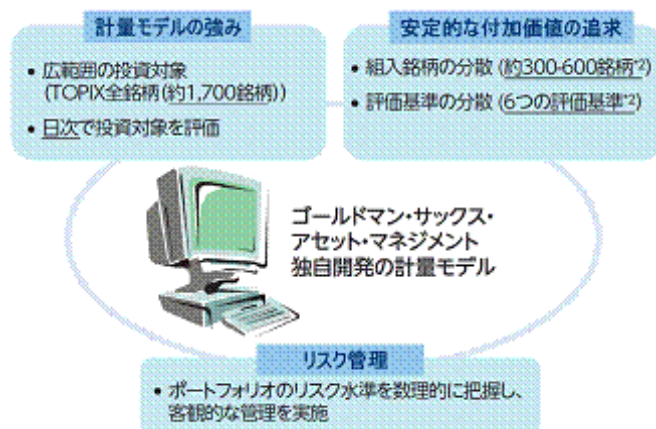 計量モデルの強み
• 広範囲の投資対象
(TOPIX全銘柄(約1,700銘柄))
• 日次で投資対象を評価
安定的な付加価値の追求
• 組入銘柄の分散 (約300-600銘柄*2)
• 評価基準の分散 (6つの評価基準*2)
ゴールドマン・サックス・
アセット・マネジメント
独自開発の計量モデル
リスク管理
• ポートフォリオのリスク水準を数理的に把握し、
客観的な管理を実施